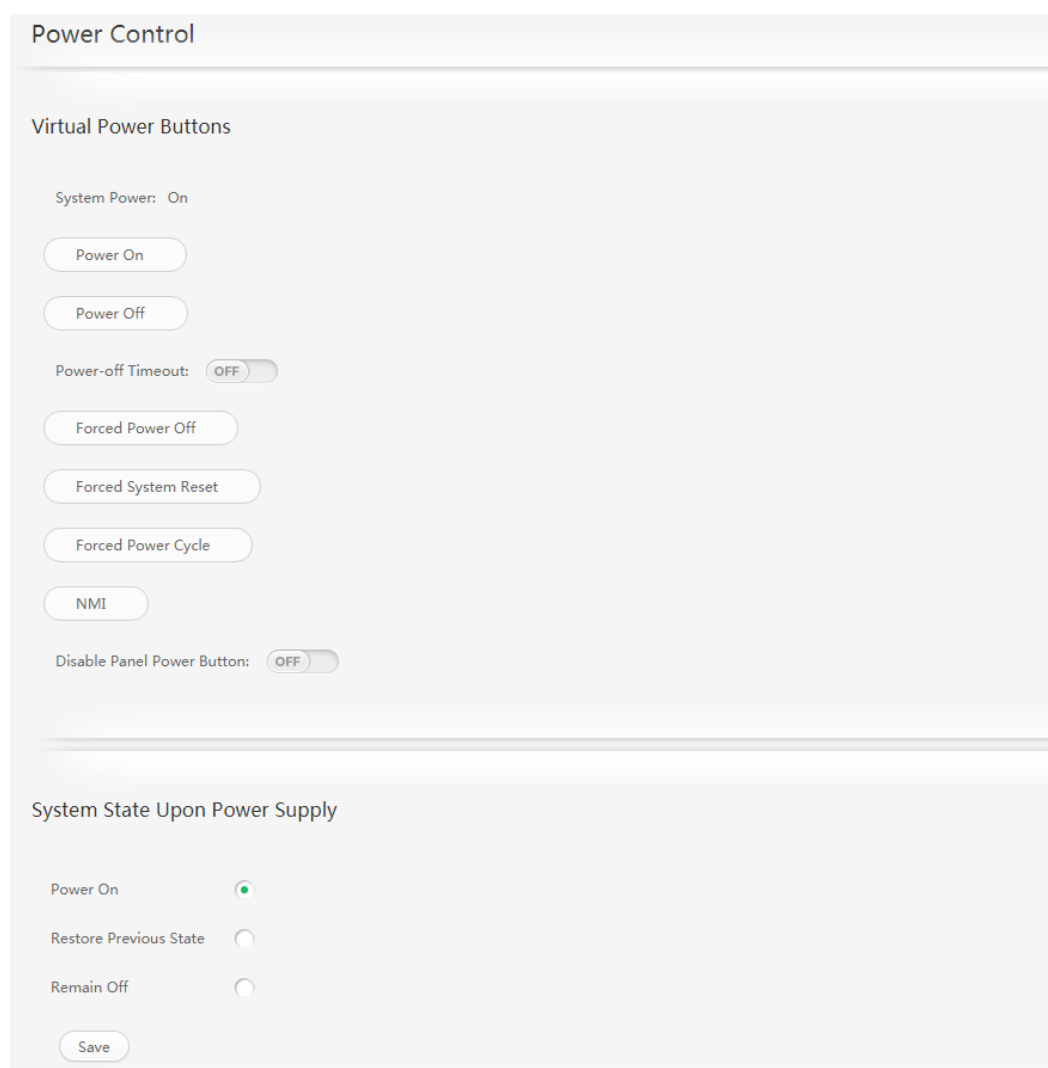 Power Control
Virtual Power Buttons
System Power: On
Power On
Power Off
Power-off Timeout: OFF
Forced Power Off
Forced System Reset
Forced Power Cycle
NMI
Disable Panel Power Button: OFF
System State Upon Power Supply
Power On
Restore Previous State
Remain Off
Save